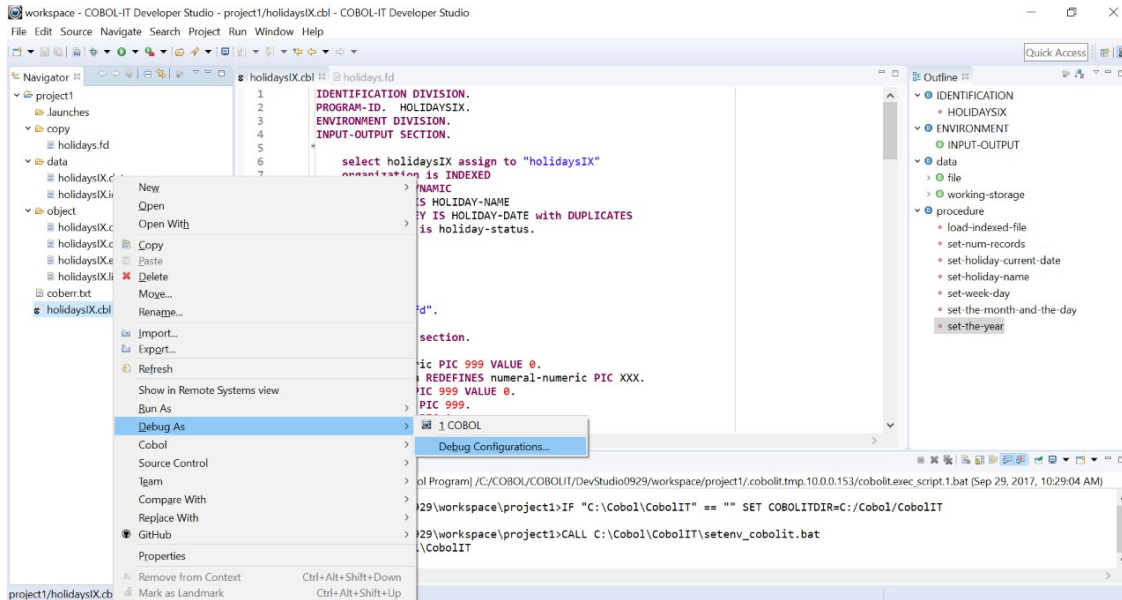 workspace - COBOL-IT Developer Studio - project1/holidaysIX.cbl - COBOL-IT Developer Studio
File Edit Source Navigate Search Project Run Window Help
Quick Access
Navigator
project1
.launches
copy
holidays.fd
data
holidaysIX.d
holidaysIX.i
object
holidaysIX.c
holidaysIX.c
holidaysIX.e
holidaysIX.li
coberr.txt
holidaysIX.cbl
holidaysIX.cbl holidays.fd
1 IDENTIFICATION DIVISION.
2 PROGRAM-ID. HOLIDAYSIX.
3 ENVIRONMENT DIVISION.
4 INPUT-OUTPUT SECTION.
5 *
6 select holidaysIX assign to "holidaysIX"
7 organization is INDEXED
NAMIC
IS HOLIDAY-NAME
EY IS HOLIDAY-DATE with DUPLICATES
is holiday-status.
fd".
section.
ric PIC 999 VALUE 0.
a REDEFINES numeral-numeric PIC XXX.
PIC 999 VALUE 0.
PIC 999.
New
Open
Open With
Copy
Paste
Delete
Move...
Rename...
Import...
Export...
Refresh
Show in Remote Systems view
Run As
Debug As
Cobol
Source Control
Team
Compare With
Replace With
GitHub
Properties
Remove from Context Ctrl+Alt+Shift+Down
Mark as Landmark Ctrl+Alt+Shift+Up
1 COBOL
Debug Configurations...
Outline
IDENTIFICATION
HOLIDAYSIX
ENVIRONMENT
INPUT-OUTPUT
data
file
working-storage
procedure
load-indexed-file
set-num-records
set-holiday-current-date
set-holiday-name
set-week-day
set-the-month-and-the-day
set-the-year
ol Program] /C:/COBOL/COBOLIT/DevStudio0929/workspace/project1/.cobolit.tmp.10.0.0.153/cobolit.exec_script.1.bat (Sep 29, 2017, 10:29:04 AM)
29\workspace\project1>IF "C:\Cobol\CobolIT" == "" SET COBOLITDIR=C:/Cobol/CobolIT
29\workspace\project1>CALL C:\Cobol\CobolIT\setenv_cobolit.bat
l\CobolIT
project1/holidaysIX.cb